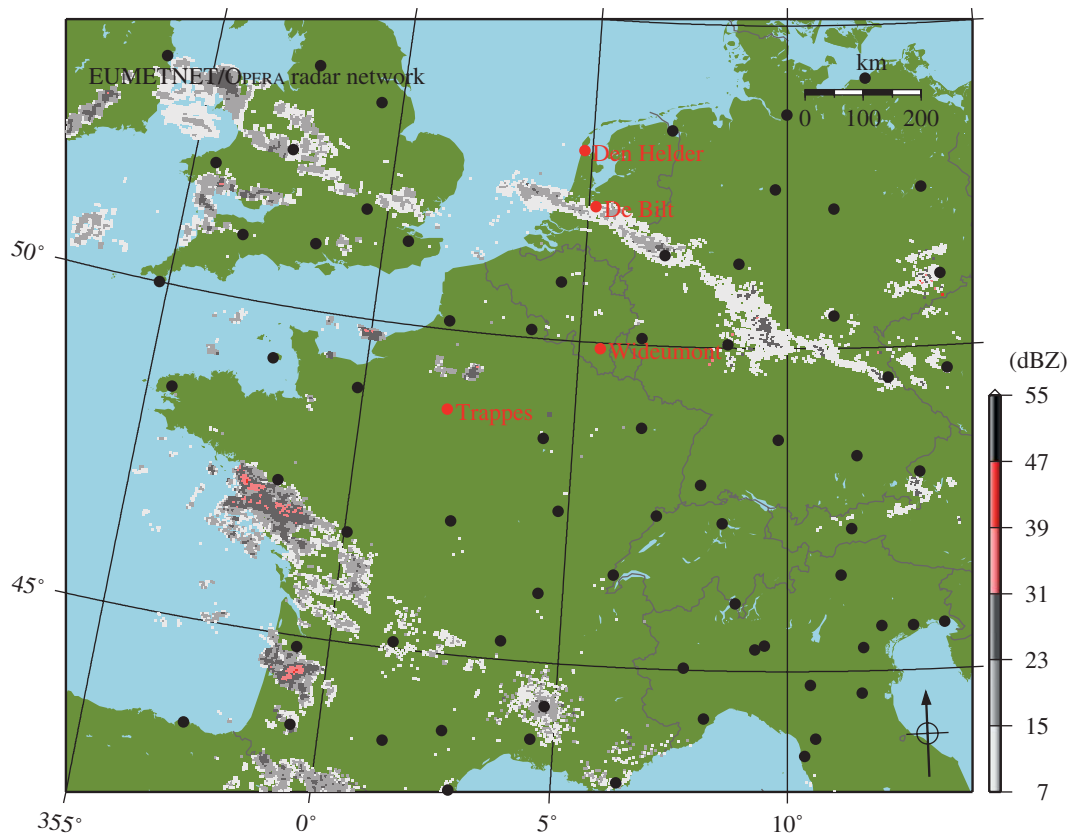 EUMETNET/OPERA radar network
km
0 100 200
Den Helder
De Bilt
50°
Wideumont
(dBZ)
55
Trappes
47
39
45°
31
23
15
7
355° 0° 5° 10°